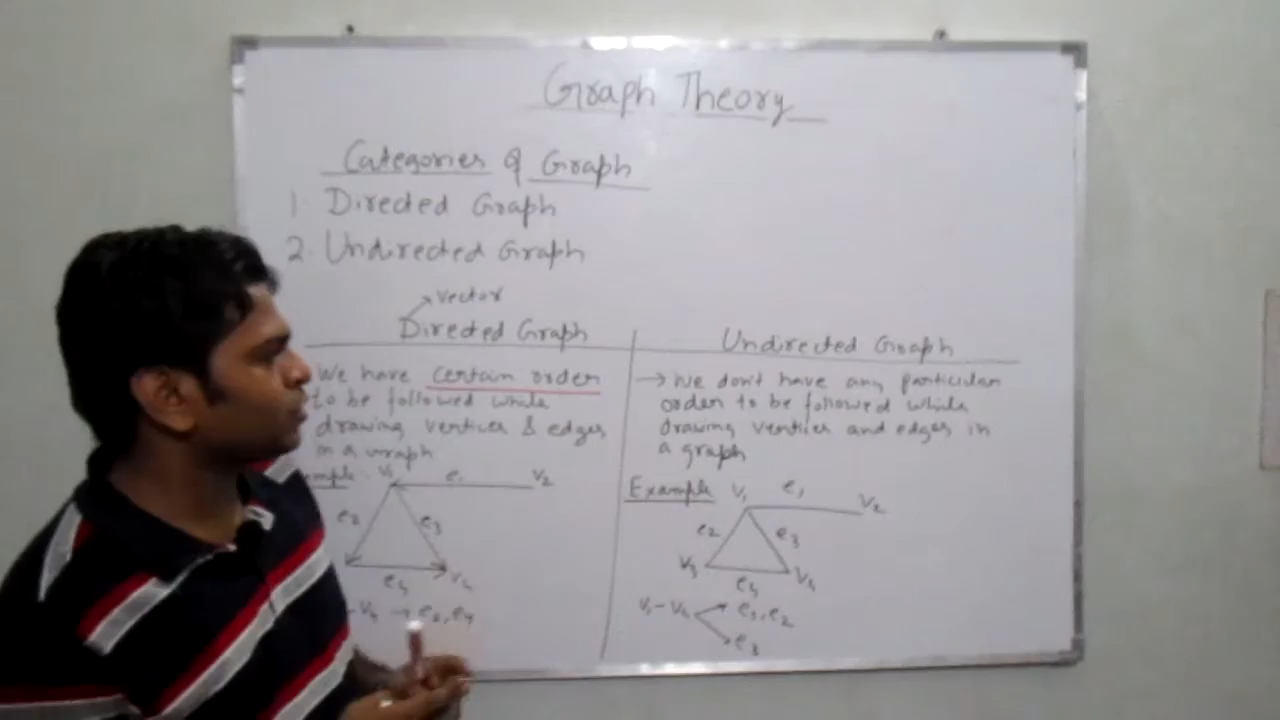 Graph Theory
Categories of Graph
1. Directed Graph
2. Undirected Graph
Vector
Directed Graph
We have certain order
to be followed while
drawing vertices & edges
in a graph
V1 e1 V2
e2 e3
e4 V4
V4 → e2, e4
Undirected Graph
→ We don't have any particular
order to be followed while
drawing vertices and edges in
a graph
Example V1 e1 V2
e2 e3
V3 V4